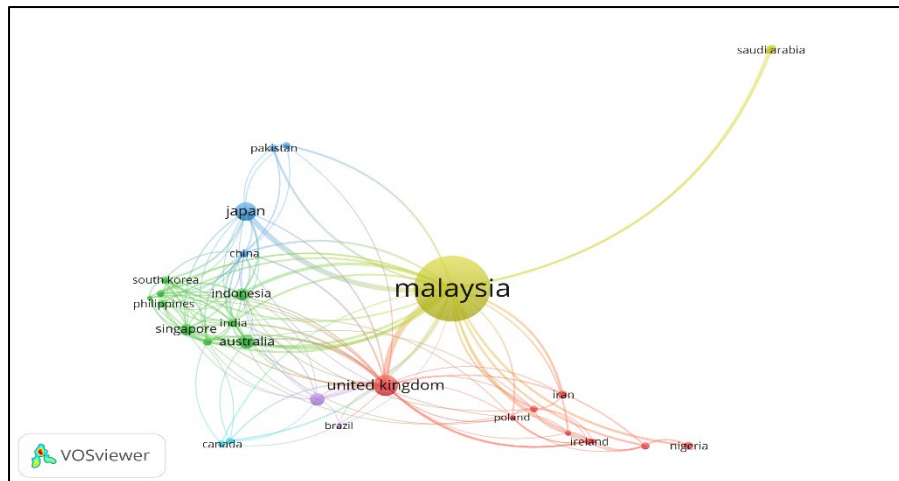 saudi arabia
pakistan
japan
china
south korea
indonesia
malaysia
philippines
india
singapore
australia
united kingdom
iran
poland
brazil
ireland
canada
nigeria
VOSviewer